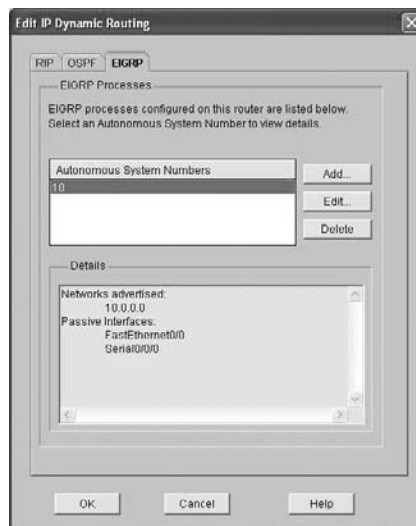 Edit IP Dynamic Routing
RIP OSPF EIGRP
EIGRP Processes
EIGRP processes configured on this router are listed below.
Select an Autonomous System Number to view details.
Autonomous System Numbers
10
Add...
Edit...
Delete
Details
Networks advertised:
10.0.0.0
Passive Interfaces:
FastEthernet0/0
Serial0/0/0
OK Cancel Help